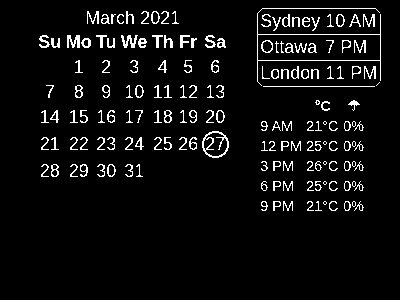 March 2021
Su Mo Tu We Th Fr Sa
1 2 3 4 5 6
7 8 9 10 11 12 13
14 15 16 17 18 19 20
21 22 23 24 25 26 27
28 29 30 31
Sydney 10 AM
Ottawa 7 PM
London 11 PM
°C ☂
9 AM 21°C 0%
12 PM 25°C 0%
3 PM 26°C 0%
6 PM 25°C 0%
9 PM 21°C 0%